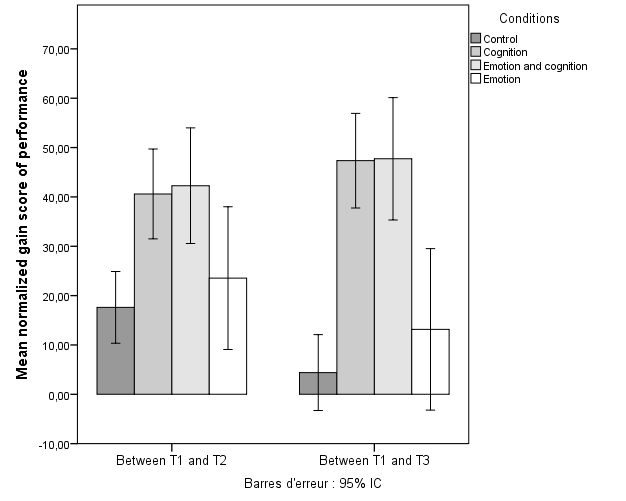 Conditions
Control
Cognition
Emotion and cognition
Emotion
Mean normalized gain score of performance
70,00
60,00
50,00
40,00
30,00
20,00
10,00
0,00
-10,00
Between T1 and T2
Between T1 and T3
Barres d'erreur : 95% IC